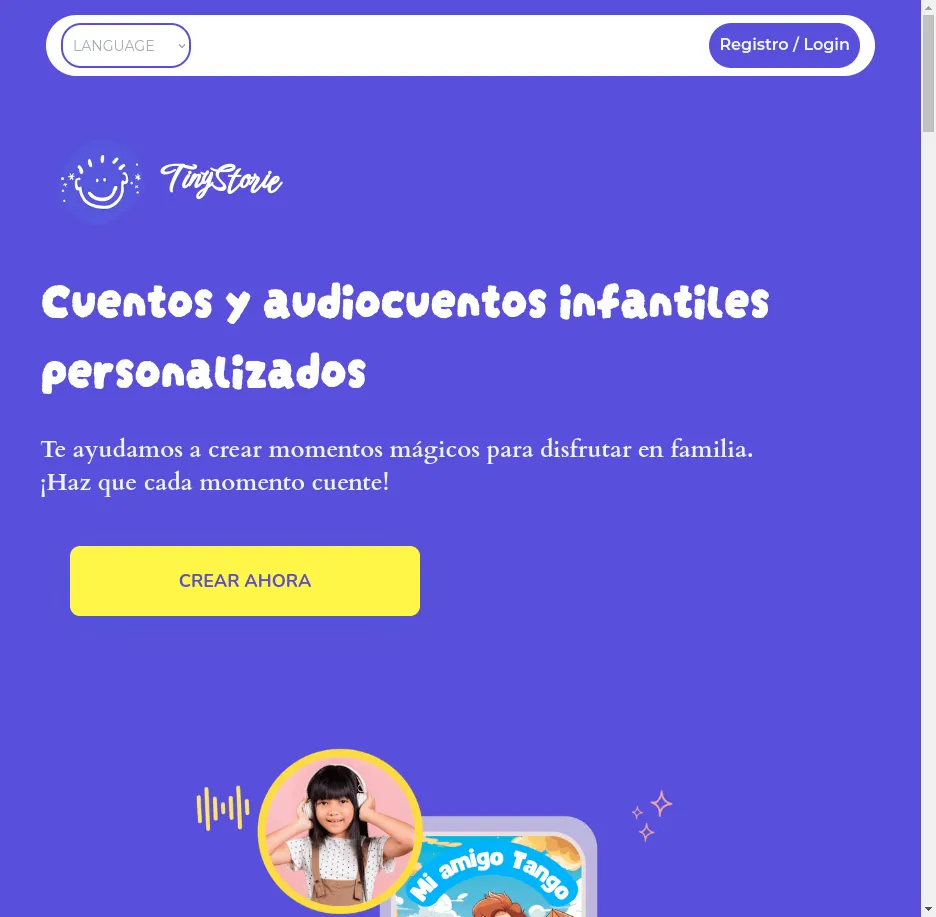 LANGUAGE
Registro / Login
TinyStorie
Cuentos y audiocuentos infantiles
personalizados
Te ayudamos a crear momentos mágicos para disfrutar en familia.
¡Haz que cada momento cuente!
CREAR AHORA
Mi amigo Tango